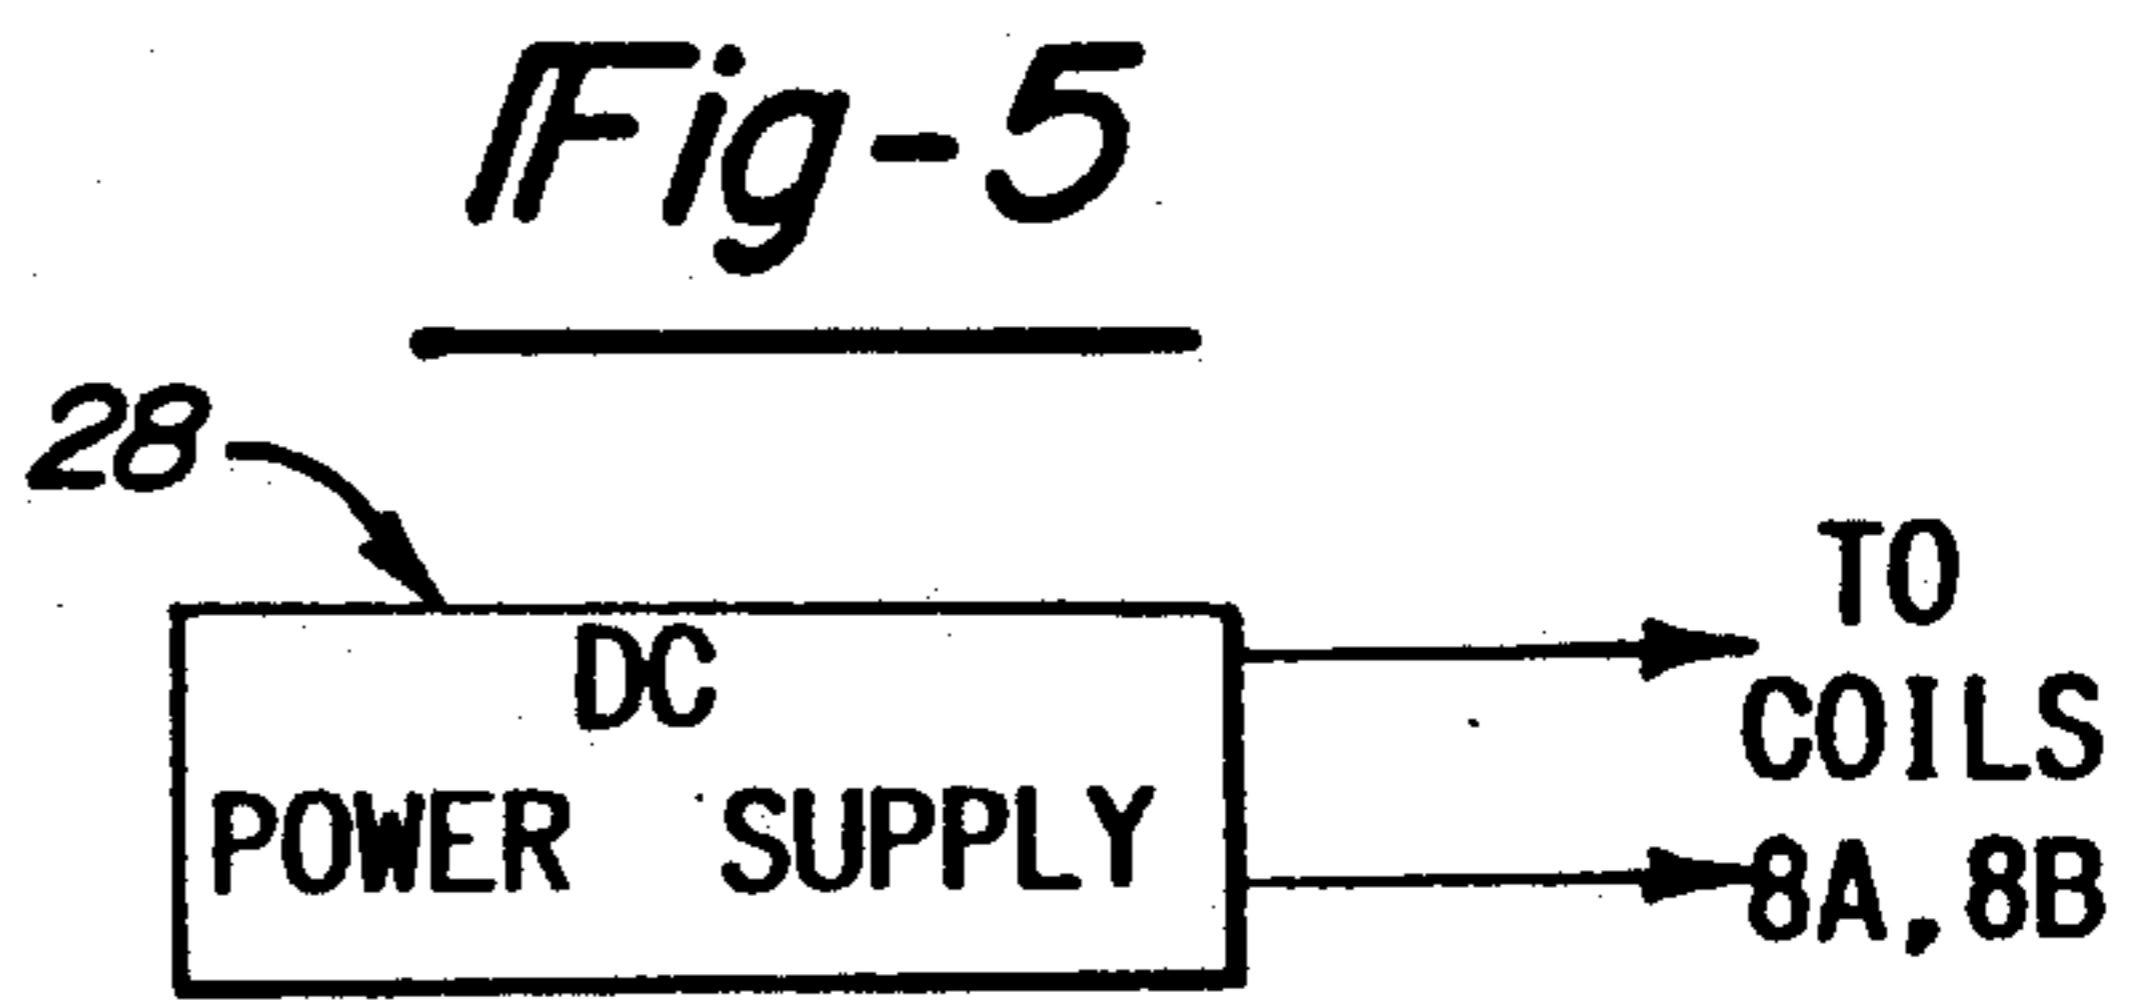 Fig-5
28
DC
POWER SUPPLY
TO
COILS
8A, 8B